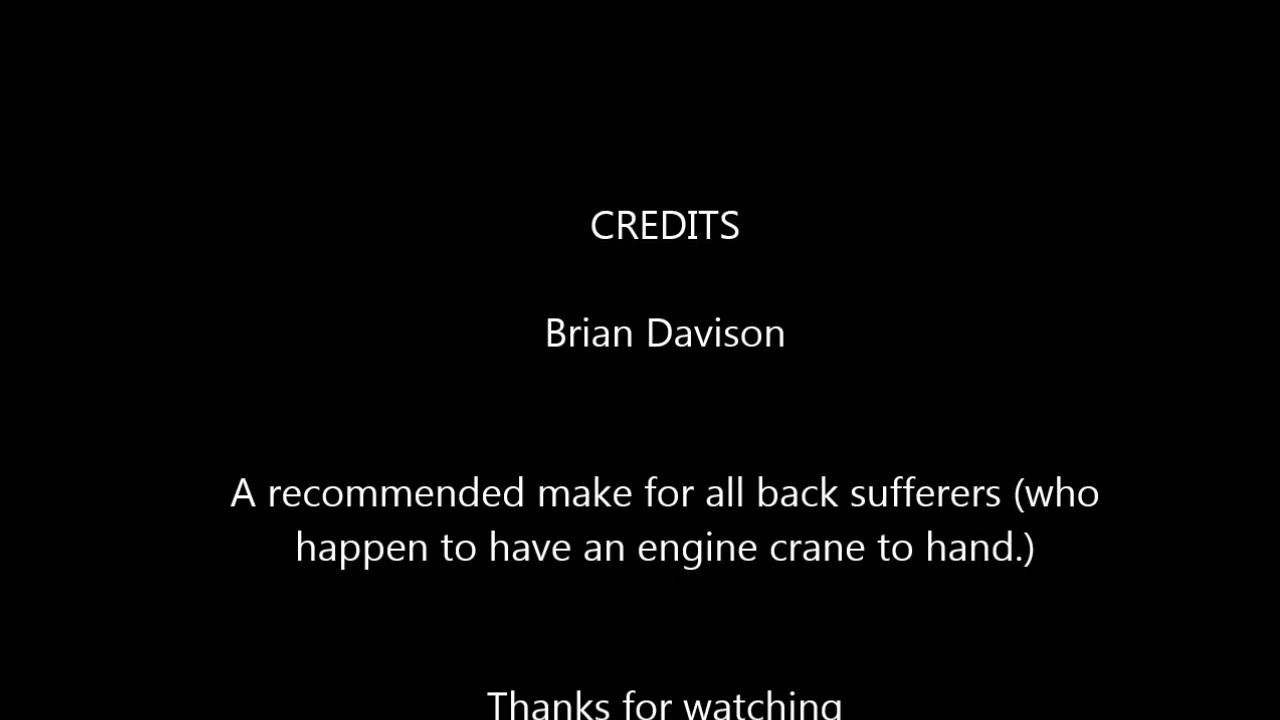 CREDITS
Brian Davison
A recommended make for all back sufferers (who
happen to have an engine crane to hand.)
Thanks for watching